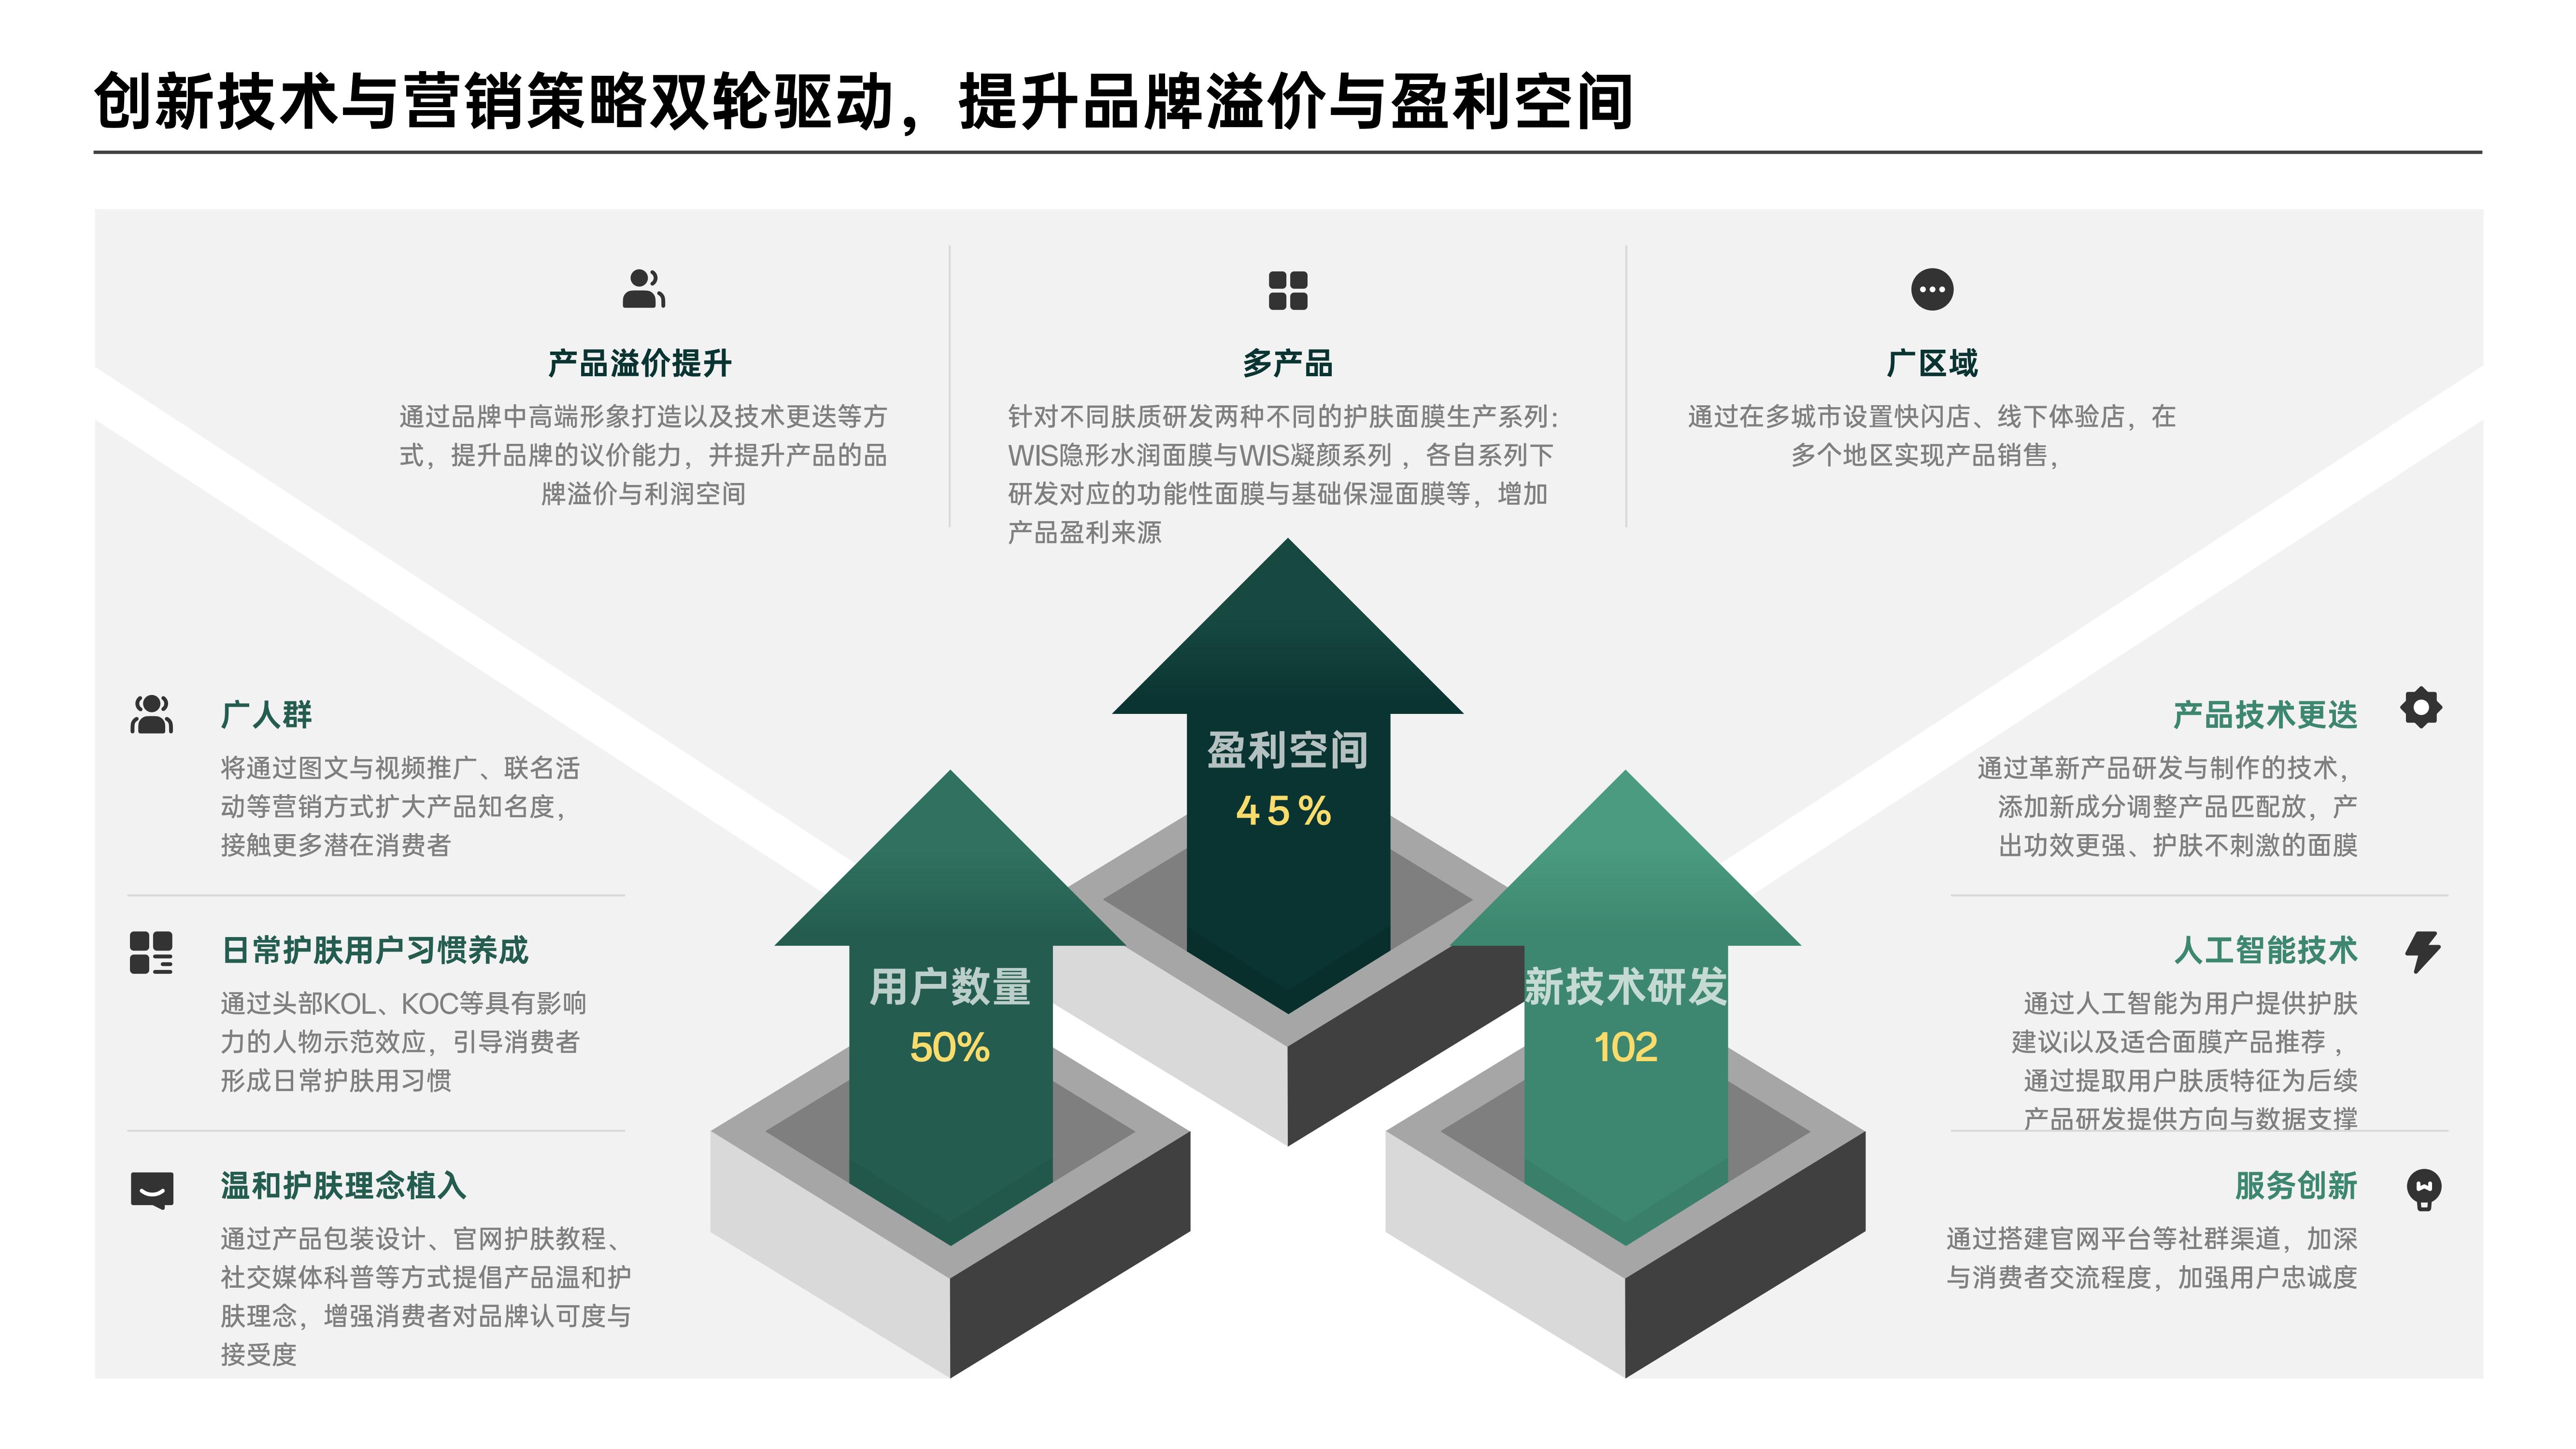 创新技术与营销策略双轮驱动，提升品牌溢价与盈利空间
产品溢价提升
通过品牌中高端形象打造以及技术更迭等方
式，提升品牌的议价能力，并提升产品的品
牌溢价与利润空间
多产品
针对不同肤质研发两种不同的护肤面膜生产系列：
WIS隐形水润面膜与WIS凝颜系列 ，各自系列下
研发对应的功能性面膜与基础保湿面膜等，增加
产品盈利来源
广区域
通过在多城市设置快闪店、线下体验店，在
多个地区实现产品销售，
广人群
将通过图文与视频推广、联名活
动等营销方式扩大产品知名度，
接触更多潜在消费者
日常护肤用户习惯养成
通过头部KOL、KOC等具有影响
力的人物示范效应，引导消费者
形成日常护肤用习惯
温和护肤理念植入
通过产品包装设计、官网护肤教程、
社交媒体科普等方式提倡产品温和护
肤理念，增强消费者对品牌认可度与
接受度
盈利空间
45%
用户数量
50%
新技术研发
102
产品技术更迭
通过革新产品研发与制作的技术，
添加新成分调整产品匹配放，产
出功效更强、护肤不刺激的面膜
人工智能技术
通过人工智能为用户提供护肤
建议i以及适合面膜产品推荐 ，
通过提取用户肤质特征为后续
产品研发提供方向与数据支撑
服务创新
通过搭建官网平台等社群渠道，加深
与消费者交流程度，加强用户忠诚度